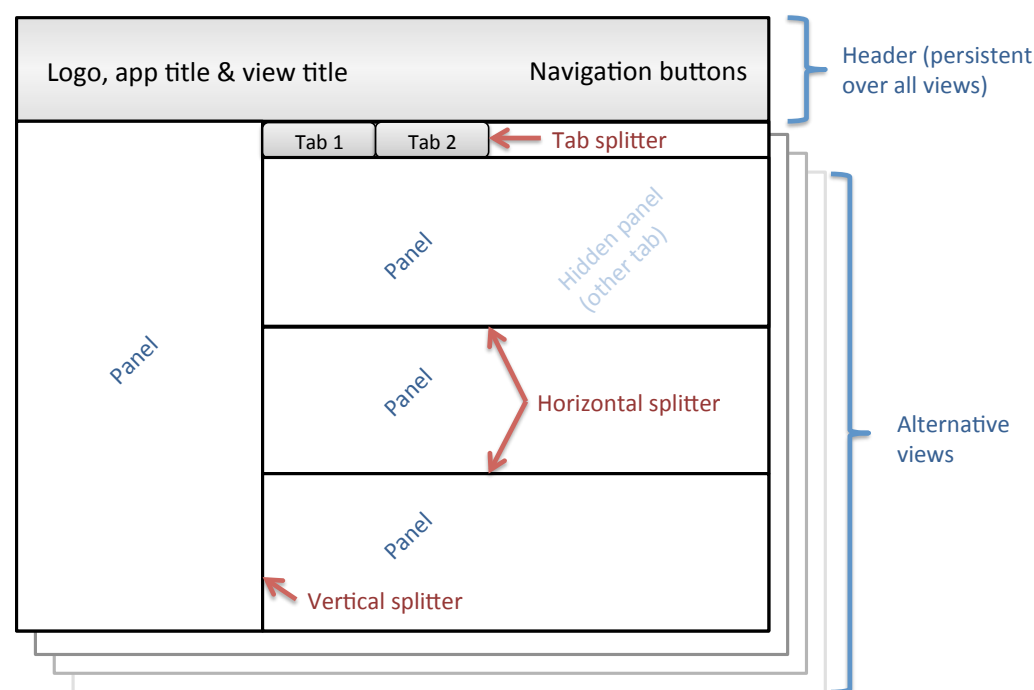 Logo, app title & view title
Navigation buttons
Header (persistent
over all views)
Tab 1
Tab 2
Tab splitter
Panel
Hidden panel
(other tab)
Panel
Panel
Horizontal splitter
Alternative
views
Panel
Vertical splitter